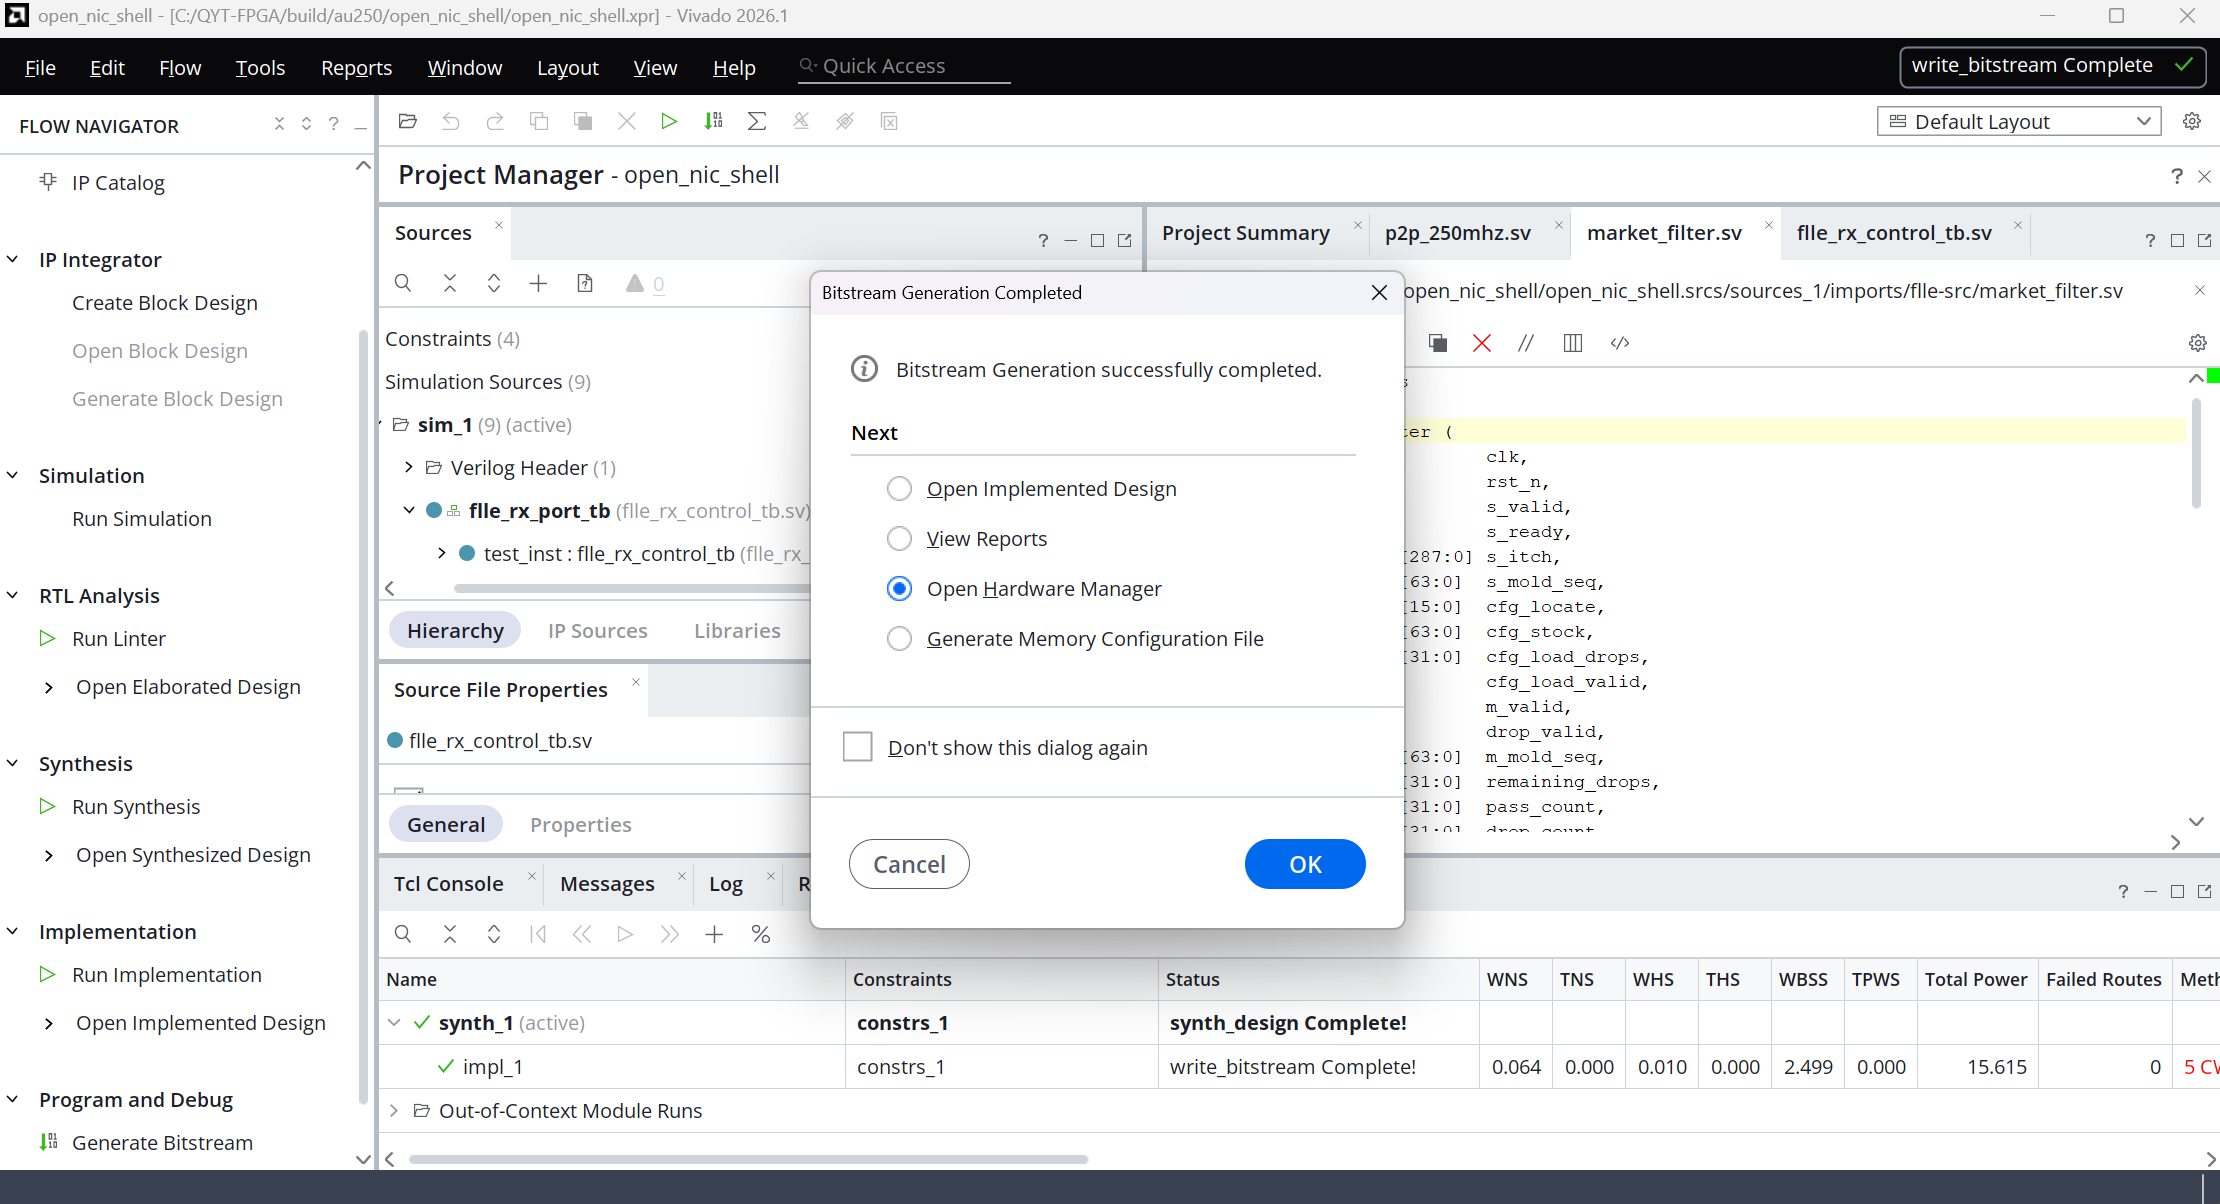 open_nic_shell - [C:/QYT-FPGA/build/au250/open_nic_shell/open_nic_shell.xpr] - Vivado 2026.1
File Edit Flow Tools Reports Window Layout View Help Quick Access write_bitstream Complete
FLOW NAVIGATOR
Default Layout
IP Catalog
IP Integrator
Create Block Design
Open Block Design
Generate Block Design
Simulation
Run Simulation
RTL Analysis
Run Linter
Open Elaborated Design
Synthesis
Run Synthesis
Open Synthesized Design
Implementation
Run Implementation
Open Implemented Design
Program and Debug
Generate Bitstream
Project Manager - open_nic_shell
Sources
0
Constraints (4)
Simulation Sources (9)
sim_1 (9) (active)
Verilog Header (1)
flle_rx_port_tb (flle_rx_control_tb.sv)
test_inst : flle_rx_control_tb (flle_rx_
Hierarchy IP Sources Libraries
Source File Properties
flle_rx_control_tb.sv
General Properties
Project Summary p2p_250mhz.sv market_filter.sv flle_rx_control_tb.sv
open_nic_shell/open_nic_shell.srcs/sources_1/imports/flle-src/market_filter.sv
ter (
clk,
rst_n,
s_valid,
s_ready,
[287:0] s_itch,
[63:0] s_mold_seq,
[15:0] cfg_locate,
[63:0] cfg_stock,
[31:0] cfg_load_drops,
cfg_load_valid,
m_valid,
drop_valid,
[63:0] m_mold_seq,
[31:0] remaining_drops,
[31:0] pass_count,
[31:0] drop_count
Bitstream Generation Completed
Bitstream Generation successfully completed.
Next
Open Implemented Design
View Reports
Open Hardware Manager
Generate Memory Configuration File
Don't show this dialog again
Cancel OK
Tcl Console Messages Log R
Name Constraints Status WNS TNS WHS THS WBSS TPWS Total Power Failed Routes Meth
synth_1 (active) constrs_1 synth_design Complete!
impl_1 constrs_1 write_bitstream Complete! 0.064 0.000 0.010 0.000 2.499 0.000 15.615 0 5 CW
Out-of-Context Module Runs